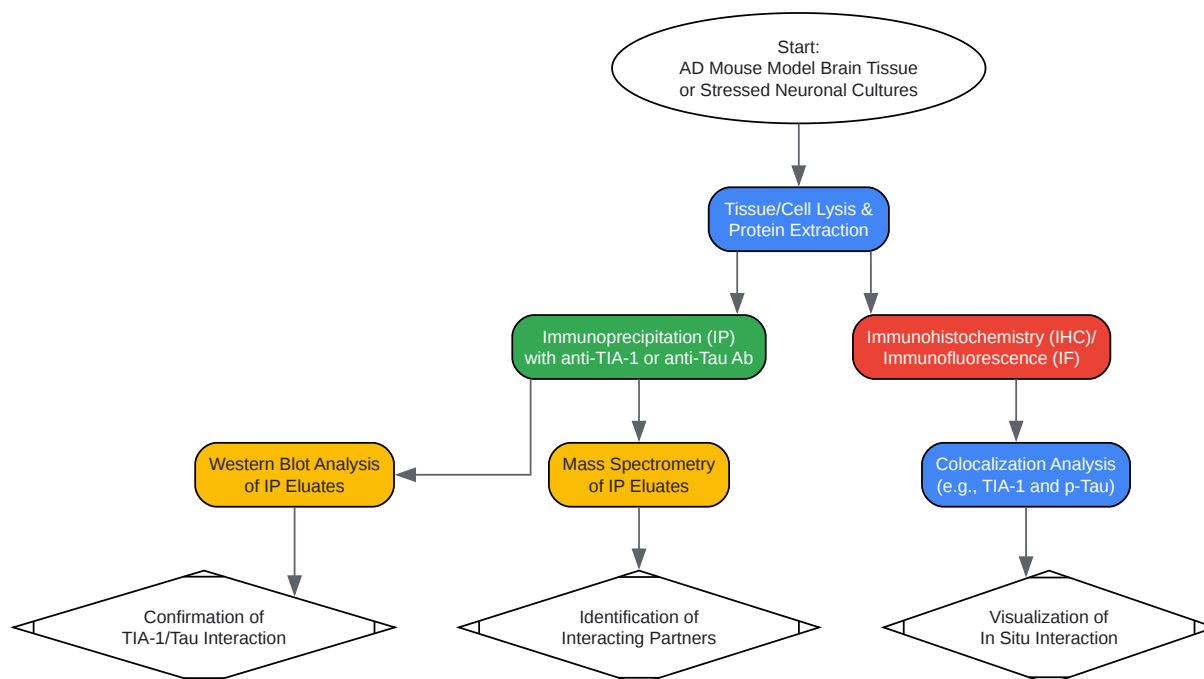 Start:
AD Mouse Model Brain Tissue
or Stressed Neuronal Cultures
Tissue/Cell Lysis &
Protein Extraction
Immunoprecipitation (IP)
with anti-TIA-1 or anti-Tau Ab
Immunohistochemistry (IHC)/
Immunofluorescence (IF)
Western Blot Analysis
of IP Eluates
Mass Spectrometry
of IP Eluates
Colocalization Analysis
(e.g., TIA-1 and p-Tau)
Confirmation of
TIA-1/Tau Interaction
Identification of
Interacting Partners
Visualization of
In Situ Interaction